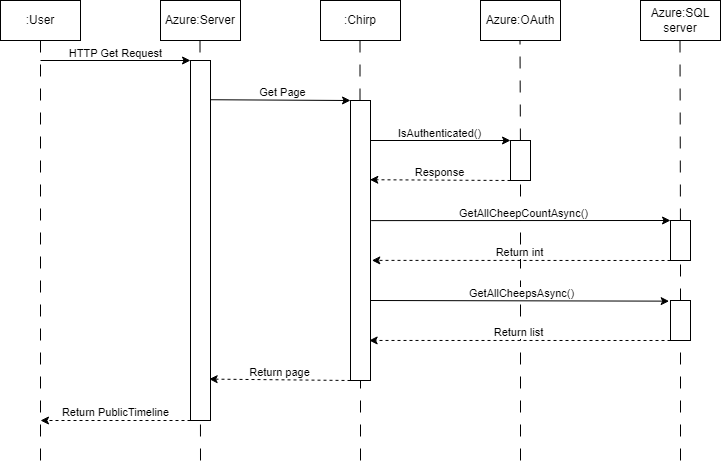 :User
Azure:Server
:Chirp
Azure:OAuth
Azure:SQL
server
HTTP Get Request
Get Page
IsAuthenticated()
Response
GetAllCheepCountAsync()
Return int
GetAllCheepsAsync()
Return list
Return page
Return PublicTimeline